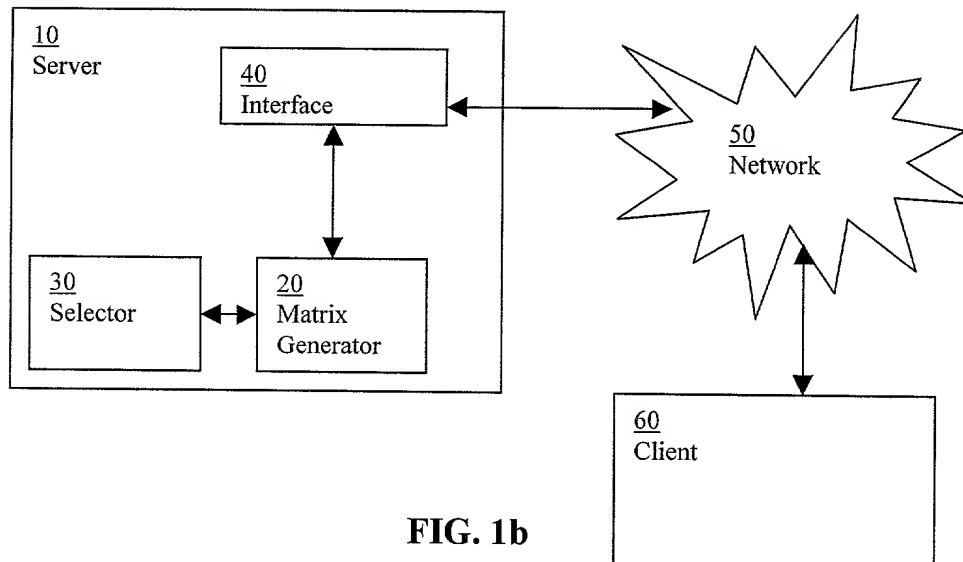 10
Server
40
Interface
50
Network
30
Selector
20
Matrix
Generator
60
Client
FIG. 1b